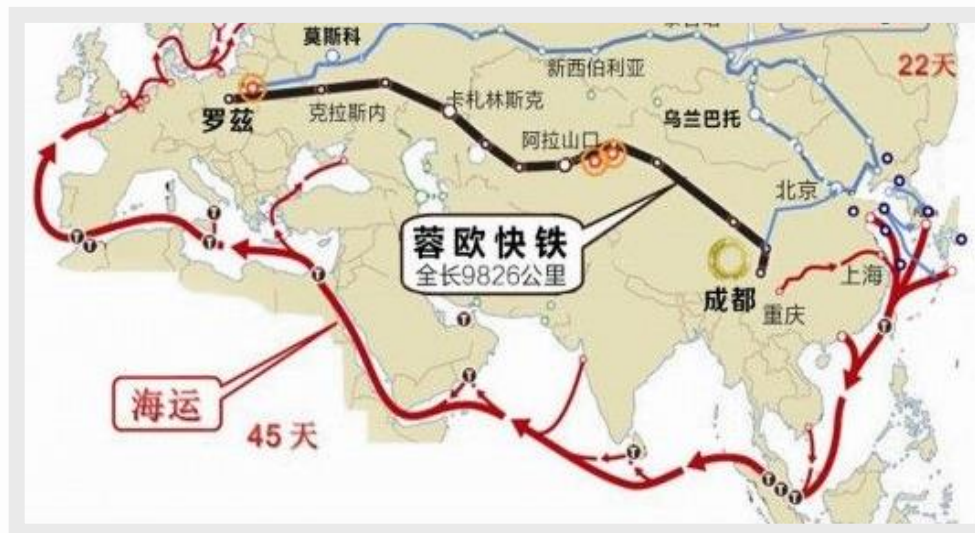 莫斯科
新西伯利亚
22天
罗兹
克拉斯内
卡札林斯克
阿拉山口
乌兰巴托
北京
蓉欧快铁
全长9826公里
成都
上海
重庆
海运
45天
T
T
T
T
T
T
T
T
T
T
T
T